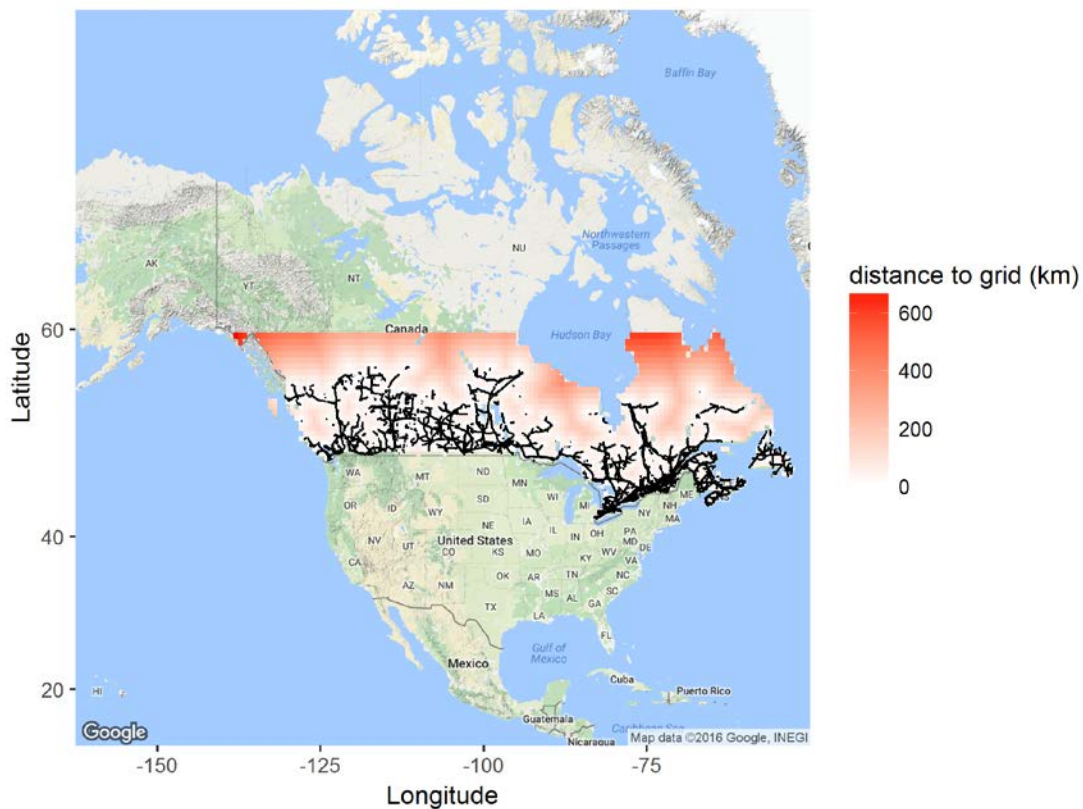 Baffin Bay
Northwestern
Passages
NU
AK
YT
NT
Canada
Hudson Bay
60
40
20
Latitude
WA
MT
ND
MN
OR
ID
WY
SD
WI
MI
NY
NH
ME
MA
NE
IA
IL
IN
OH
PA
MD
DE
NV
UT
CO
United States
KS
MO
KY
WV
VA
CA
AZ
NM
OK
AR
TN
NC
SC
MS
AL
GA
TX
LA
FL
Gulf of
Mexico
Mexico
Cuba
Puerto Rico
HI
Guatemala
Caribbean Sea
Nicaragua
Google
Map data ©2016 Google, INEGI
-150
-125
-100
-75
Longitude
distance to grid (km)
600
400
200
0